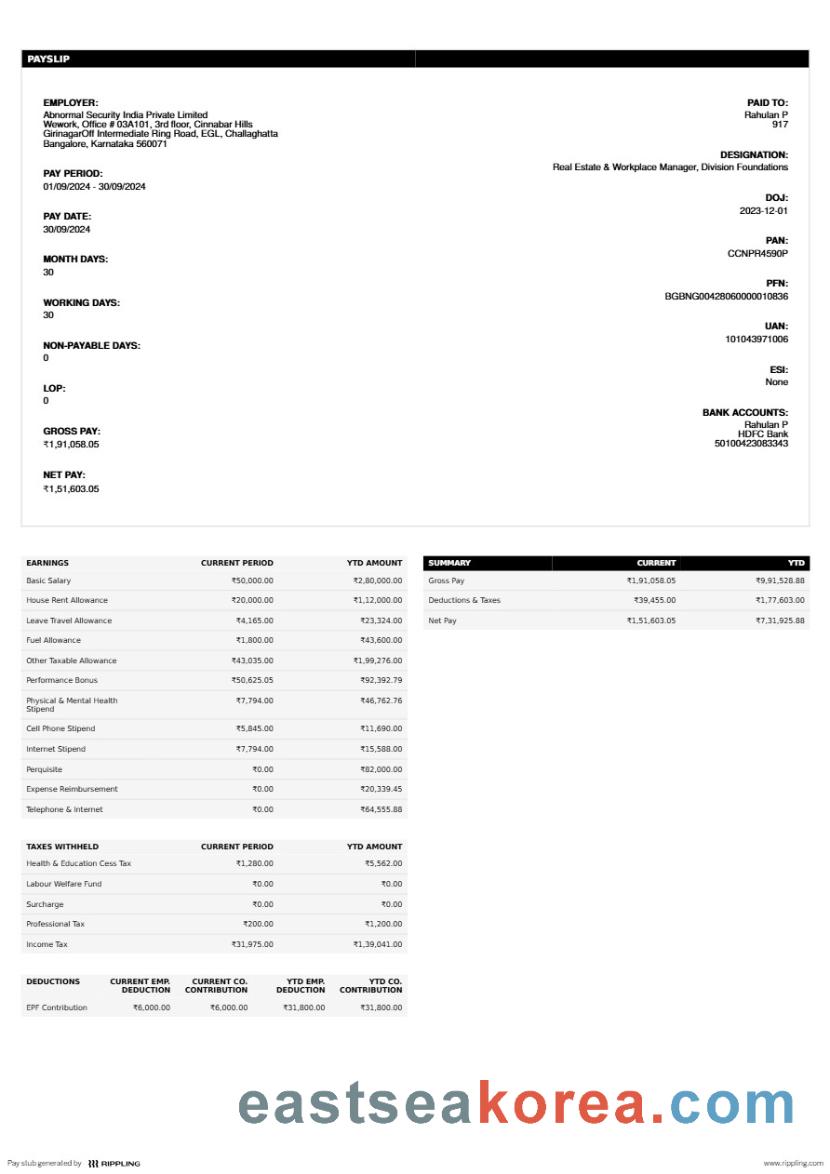 PAYSLIP
EMPLOYER:
Abnormal Security India Private Limited
Wework, Office # 03A101, 3rd floor, Cinnabar Hills
GirinagarOff Intermediate Ring Road, EGL, Challaghatta
Bangalore, Karnataka 560071
PAY PERIOD:
01/09/2024 - 30/09/2024
PAY DATE:
30/09/2024
MONTH DAYS:
30
WORKING DAYS:
30
NON-PAYABLE DAYS:
0
LOP:
0
GROSS PAY:
₹1,91,058.05
NET PAY:
₹1,51,603.05
PAID TO:
Rahulan P
917
DESIGNATION:
Real Estate & Workplace Manager, Division Foundations
DOJ:
2023-12-01
PAN:
CCNPR4590P
PFN:
BGBNG00428060000010836
UAN:
101043971006
ESI:
None
BANK ACCOUNTS:
Rahulan P
HDFC Bank
50100423083343
EARNINGS CURRENT PERIOD YTD AMOUNT
Basic Salary ₹50,000.00 ₹2,80,000.00
House Rent Allowance ₹20,000.00 ₹1,12,000.00
Leave Travel Allowance ₹4,165.00 ₹23,324.00
Fuel Allowance ₹1,800.00 ₹43,600.00
Other Taxable Allowance ₹43,035.00 ₹1,99,276.00
Performance Bonus ₹50,625.05 ₹92,392.79
Physical & Mental Health ₹7,794.00 ₹46,762.76
Stipend
Cell Phone Stipend ₹5,845.00 ₹11,690.00
Internet Stipend ₹7,794.00 ₹15,588.00
Perquisite ₹0.00 ₹82,000.00
Expense Reimbursement ₹0.00 ₹20,339.45
Telephone & Internet ₹0.00 ₹64,555.88
SUMMARY CURRENT YTD
Gross Pay ₹1,91,058.05 ₹9,91,528.88
Deductions & Taxes ₹39,455.00 ₹1,77,603.00
Net Pay ₹1,51,603.05 ₹7,31,925.88
TAXES WITHHELD CURRENT PERIOD YTD AMOUNT
Health & Education Cess Tax ₹1,280.00 ₹5,562.00
Labour Welfare Fund ₹0.00 ₹0.00
Surcharge ₹0.00 ₹0.00
Professional Tax ₹200.00 ₹1,200.00
Income Tax ₹31,975.00 ₹1,39,041.00
DEDUCTIONS CURRENT EMP. CURRENT CO. YTD EMP. YTD CO.
DEDUCTION CONTRIBUTION DEDUCTION CONTRIBUTION
EPF Contribution ₹6,000.00 ₹6,000.00 ₹31,800.00 ₹31,800.00
eastseakorea.com
Pay stub generated by RIPPLING www.rippling.com